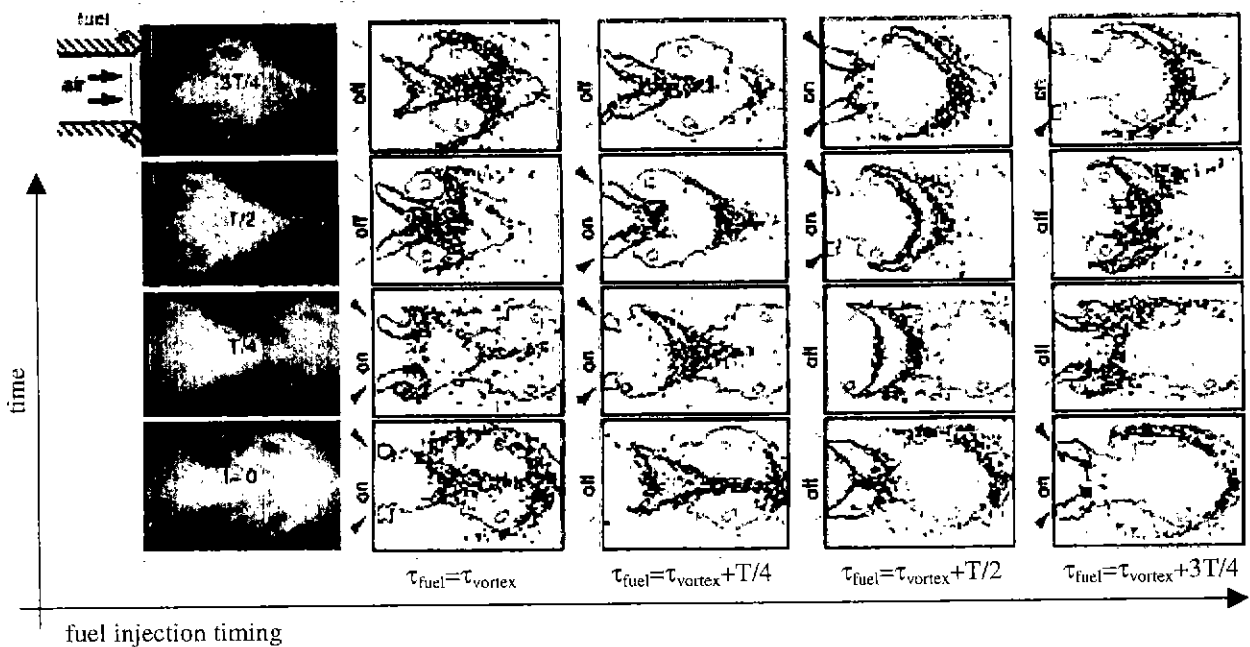 fuel
air
3T/4 off off on on
T/2 off on on off
T/4 on on off off
t=0 on off off on
time
τfuel=τvortex τfuel=τvortex+T/4 τfuel=τvortex+T/2 τfuel=τvortex+3T/4
fuel injection timing